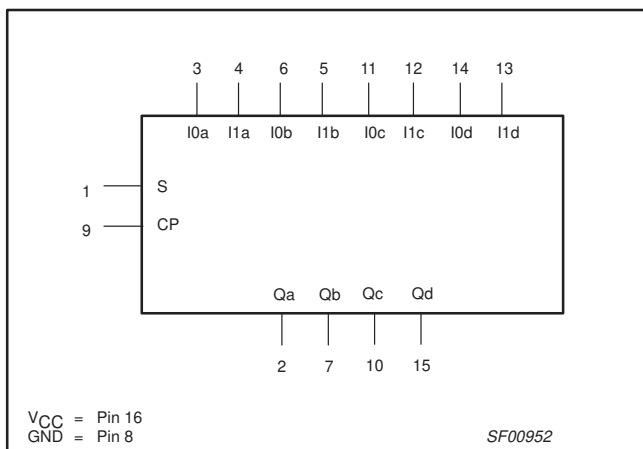 3 4 6 5 11 12 14 13
I0a I1a I0b I1b I0c I1c I0d I1d
1 S
9 CP
Qa Qb Qc Qd
2 7 10 15
VCC = Pin 16
GND = Pin 8
SF00952